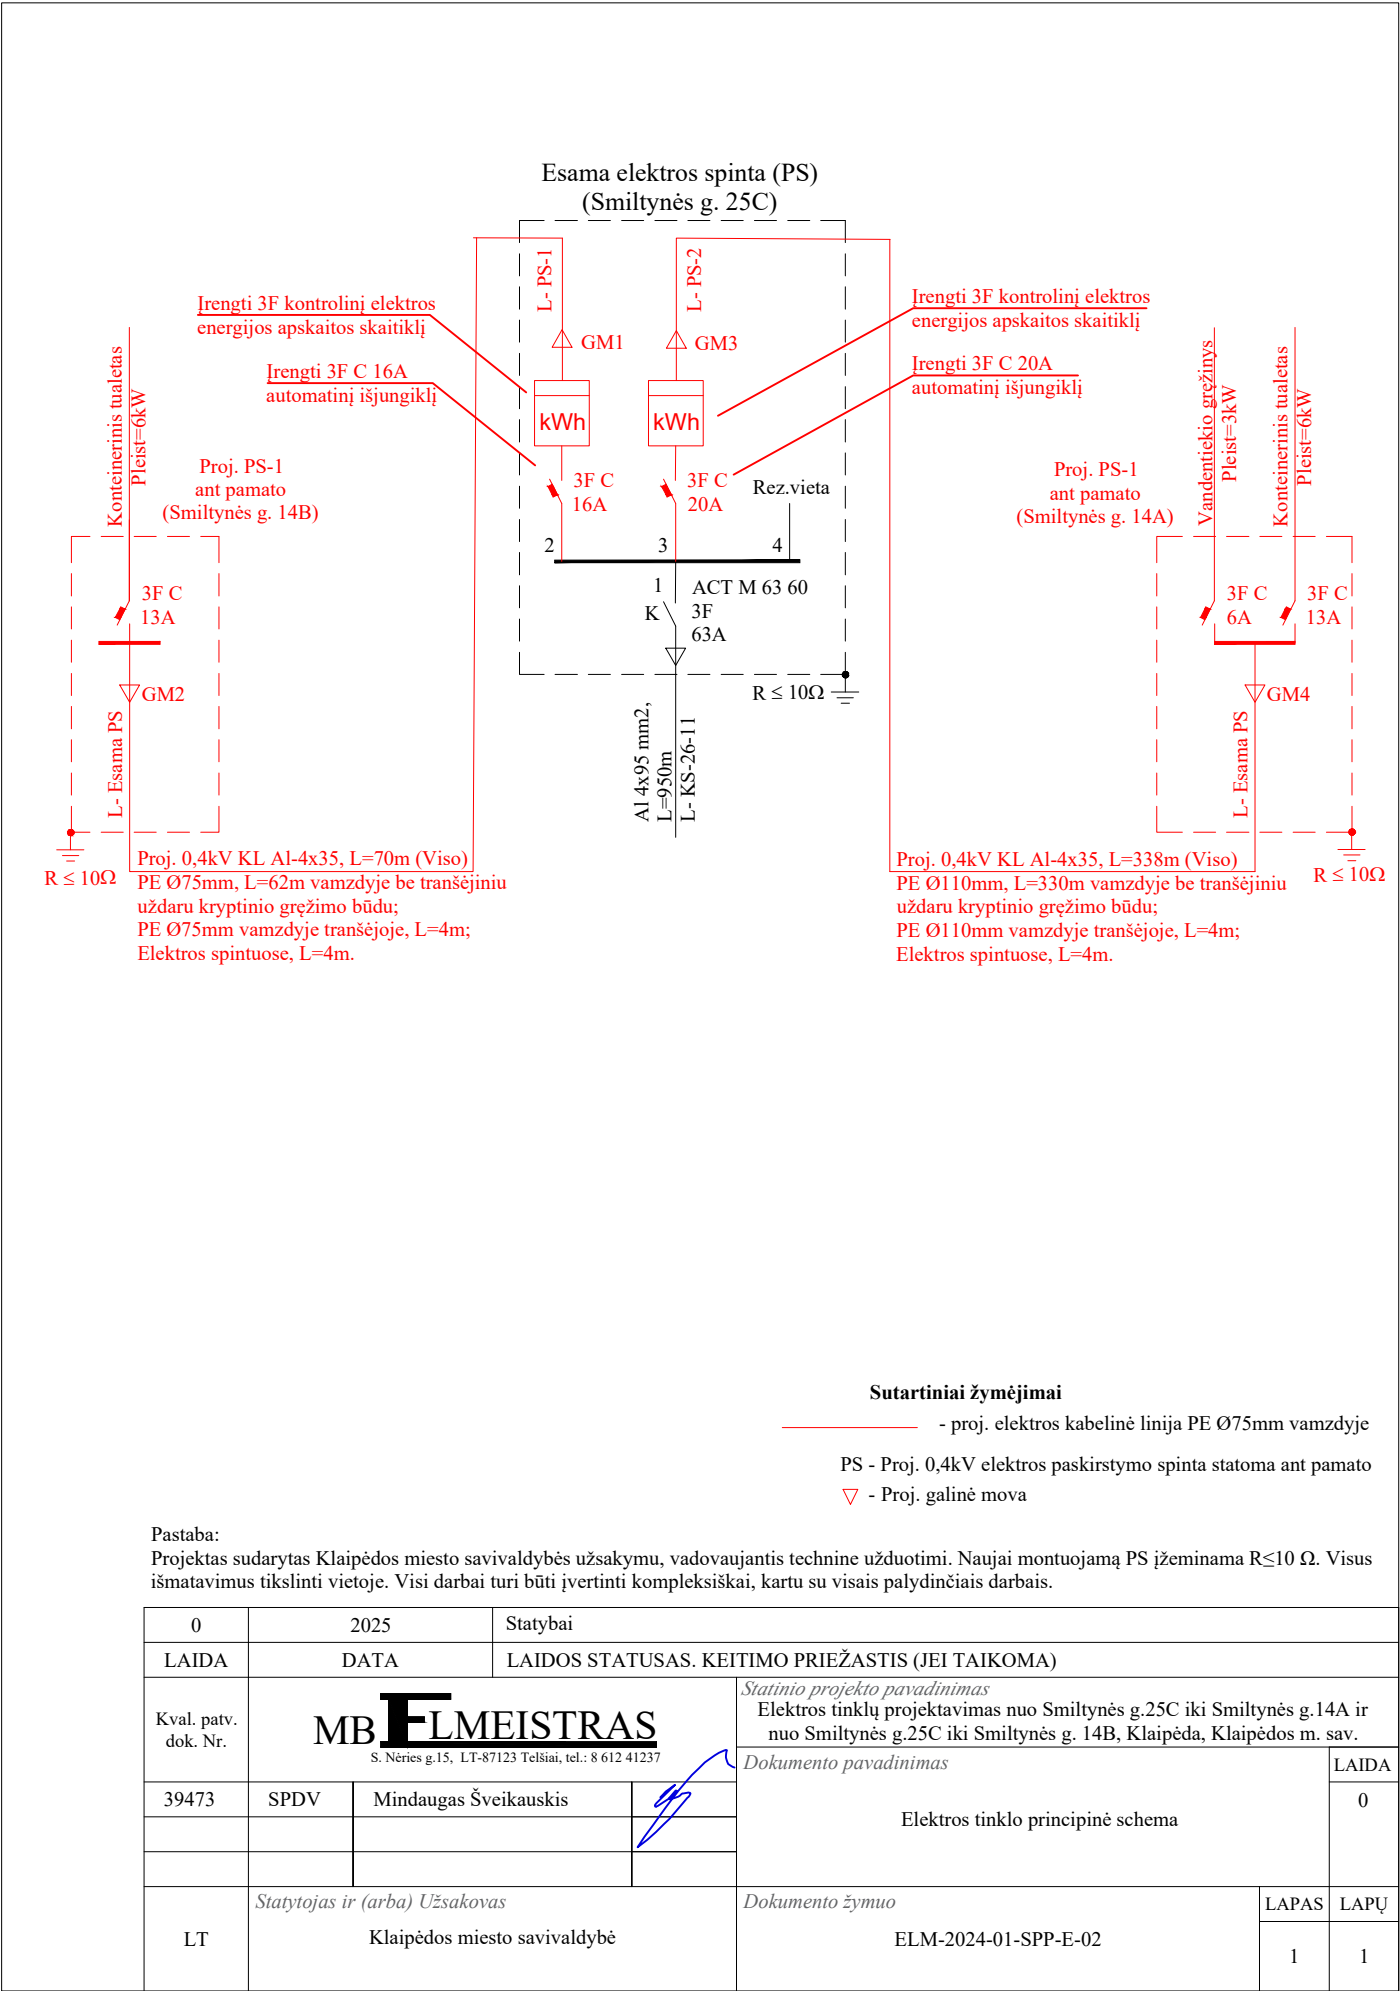 Esama elektros spinta (PS)
(Smiltynės g. 25C)
L- PS-1
L- PS-2
Įrengti 3F kontrolinį elektros
energijos apskaitos skaitiklį
Įrengti 3F C 16A
automatinį išjungiklį
Įrengti 3F kontrolinį elektros
energijos apskaitos skaitiklį
Įrengti 3F C 20A
automatinį išjungiklį
GM1
GM3
kWh
kWh
3F C
16A
3F C
20A
Rez.vieta
2
3
4
1
ACT M 63 60
K
3F
63A
R ≤ 10Ω
Al 4x95 mm2,
L=950m
L- KS-26-11
Konteinerinis tualetas
Pleist=6kW
Proj. PS-1
ant pamato
(Smiltynės g. 14B)
3F C
13A
GM2
L- Esama PS
R ≤ 10Ω
Proj. 0,4kV KL Al-4x35, L=70m (Viso)
PE Ø75mm, L=62m vamzdyje be tranšėjiniu
uždaru kryptinio gręžimo būdu;
PE Ø75mm vamzdyje tranšėjoje, L=4m;
Elektros spintuose, L=4m.
Vandentiekio gręžinys
Pleist=3kW
Konteinerinis tualetas
Pleist=6kW
Proj. PS-1
ant pamato
(Smiltynės g. 14A)
3F C
6A
3F C
13A
GM4
L- Esama PS
R ≤ 10Ω
Proj. 0,4kV KL Al-4x35, L=338m (Viso)
PE Ø110mm, L=330m vamzdyje be tranšėjiniu
uždaru kryptinio gręžimo būdu;
PE Ø110mm vamzdyje tranšėjoje, L=4m;
Elektros spintuose, L=4m.
Sutartiniai žymėjimai
- proj. elektros kabelinė linija PE Ø75mm vamzdyje
PS - Proj. 0,4kV elektros paskirstymo spinta statoma ant pamato
- Proj. galinė mova
Pastaba:
Projektas sudarytas Klaipėdos miesto savivaldybės užsakymu, vadovaujantis technine užduotimi. Naujai montuojamą PS įžeminama R≤10 Ω. Visus
išmatavimus tikslinti vietoje. Visi darbai turi būti įvertinti kompleksiškai, kartu su visais palydinčiais darbais.
0
2025
Statybai
LAIDA
DATA
LAIDOS STATUSAS. KEITIMO PRIEŽASTIS (JEI TAIKOMA)
Kval. patv.
dok. Nr.
MB ELMEISTRAS
S. Nėries g.15, LT-87123 Telšiai, tel.: 8 612 41237
Statinio projekto pavadinimas
Elektros tinklų projektavimas nuo Smiltynės g.25C iki Smiltynės g.14A ir
nuo Smiltynės g.25C iki Smiltynės g. 14B, Klaipėda, Klaipėdos m. sav.
Dokumento pavadinimas
LAIDA
39473
SPDV
Mindaugas Šveikauskis
Elektros tinklo principinė schema
0
Statytojas ir (arba) Užsakovas
Dokumento žymuo
LAPAS
LAPŲ
LT
Klaipėdos miesto savivaldybė
ELM-2024-01-SPP-E-02
1
1